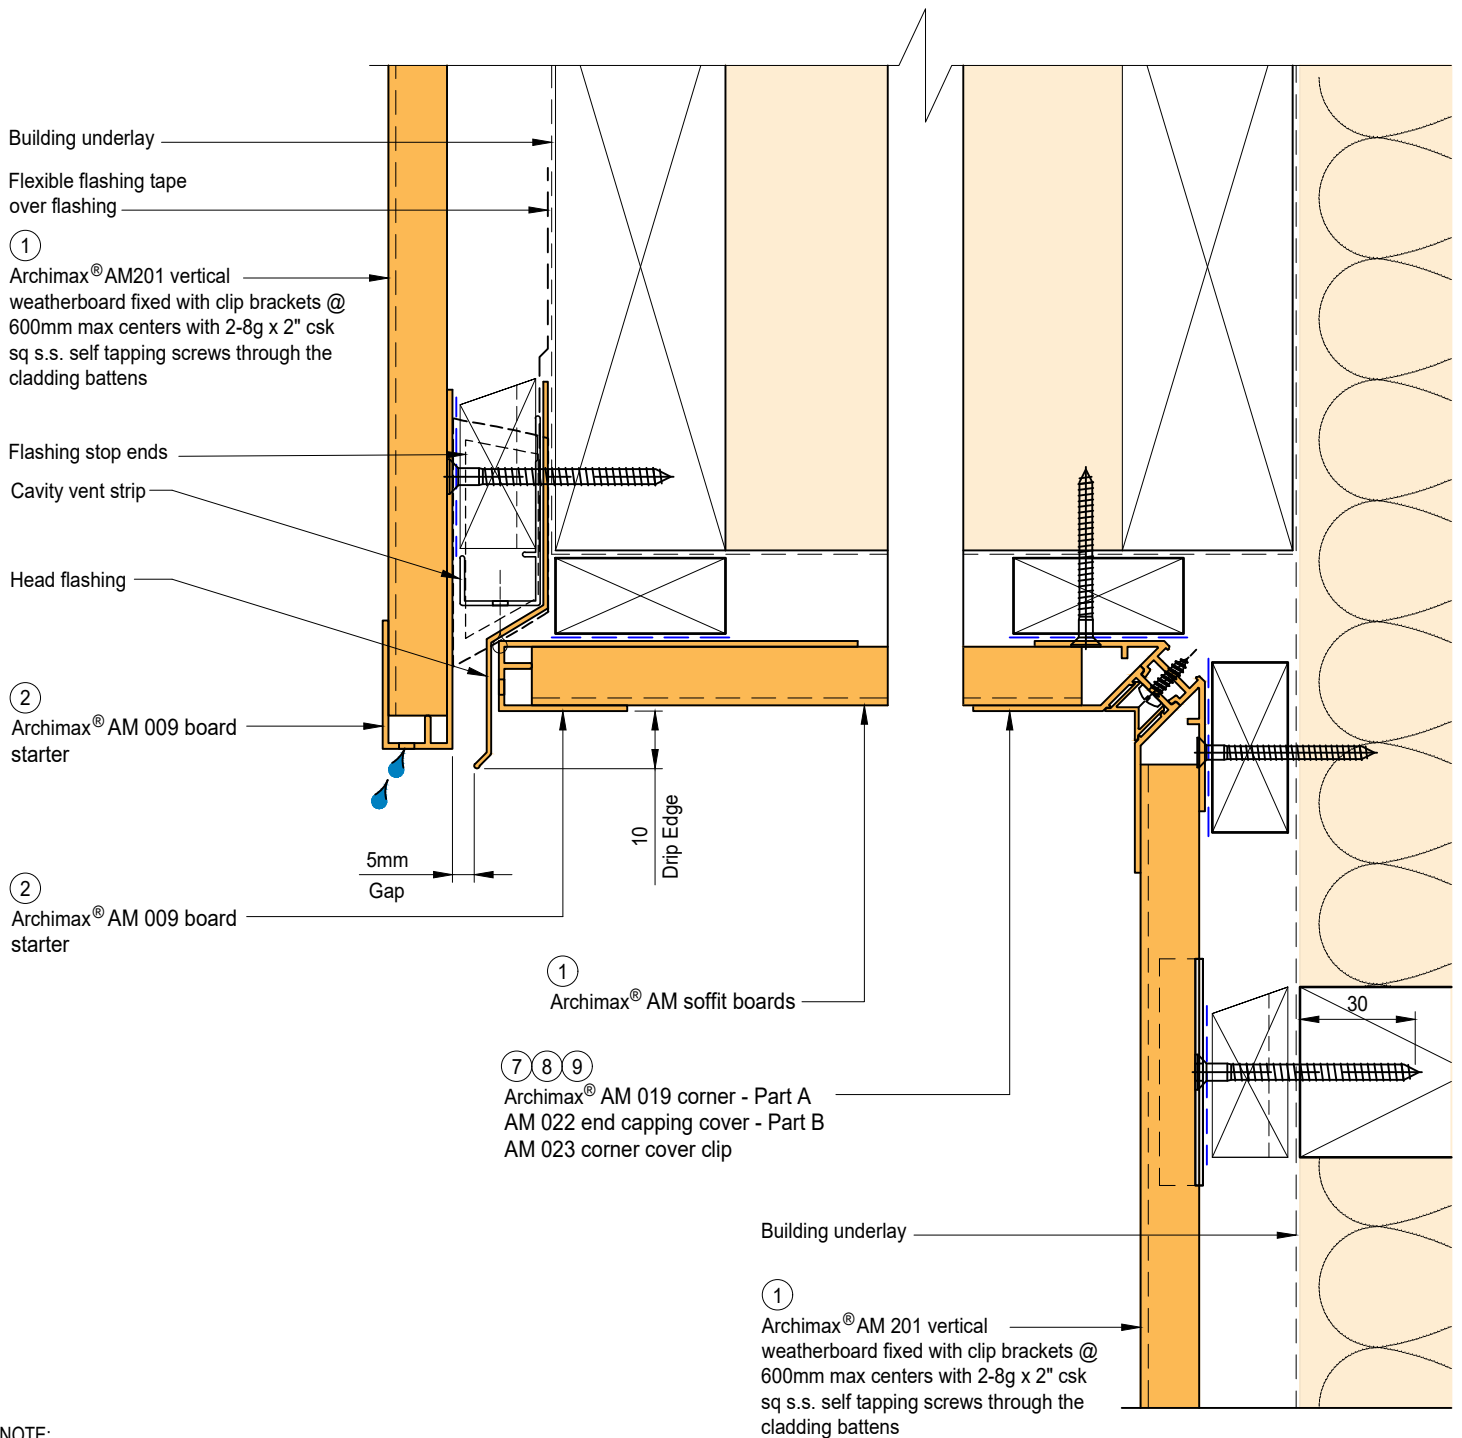 Building underlay
Flexible flashing tape
over flashing
1
Archimax® AM201 vertical
weatherboard fixed with clip brackets @
600mm max centers with 2-8g x 2" csk
sq s.s. self tapping screws through the
cladding battens
Flashing stop ends
Cavity vent strip
Head flashing
2
Archimax® AM 009 board
starter
10
Drip Edge
5mm
Gap
2
Archimax® AM 009 board
starter
1
Archimax® AM soffit boards
30
7 8 9
Archimax® AM 019 corner - Part A
AM 022 end capping cover - Part B
AM 023 corner cover clip
Building underlay
1
Archimax® AM 201 vertical
weatherboard fixed with clip brackets @
600mm max centers with 2-8g x 2" csk
sq s.s. self tapping screws through the
cladding battens
NOTE: